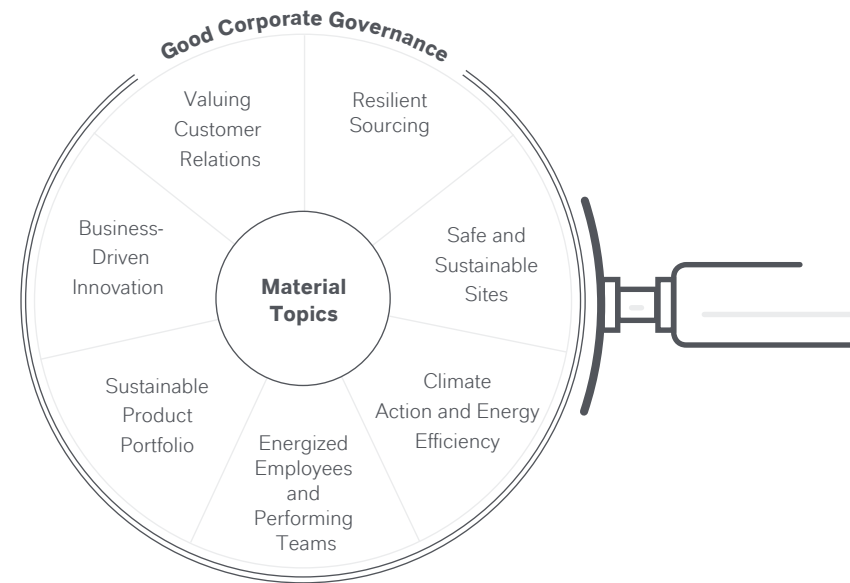 Good Corporate Governance
Valuing
Customer
Relations
Resilient
Sourcing
Business-
Driven
Innovation
Safe and
Sustainable
Sites
Material
Topics
Sustainable
Product
Portfolio
Climate
Action and Energy
Efficiency
Energized
Employees
and
Performing
Teams